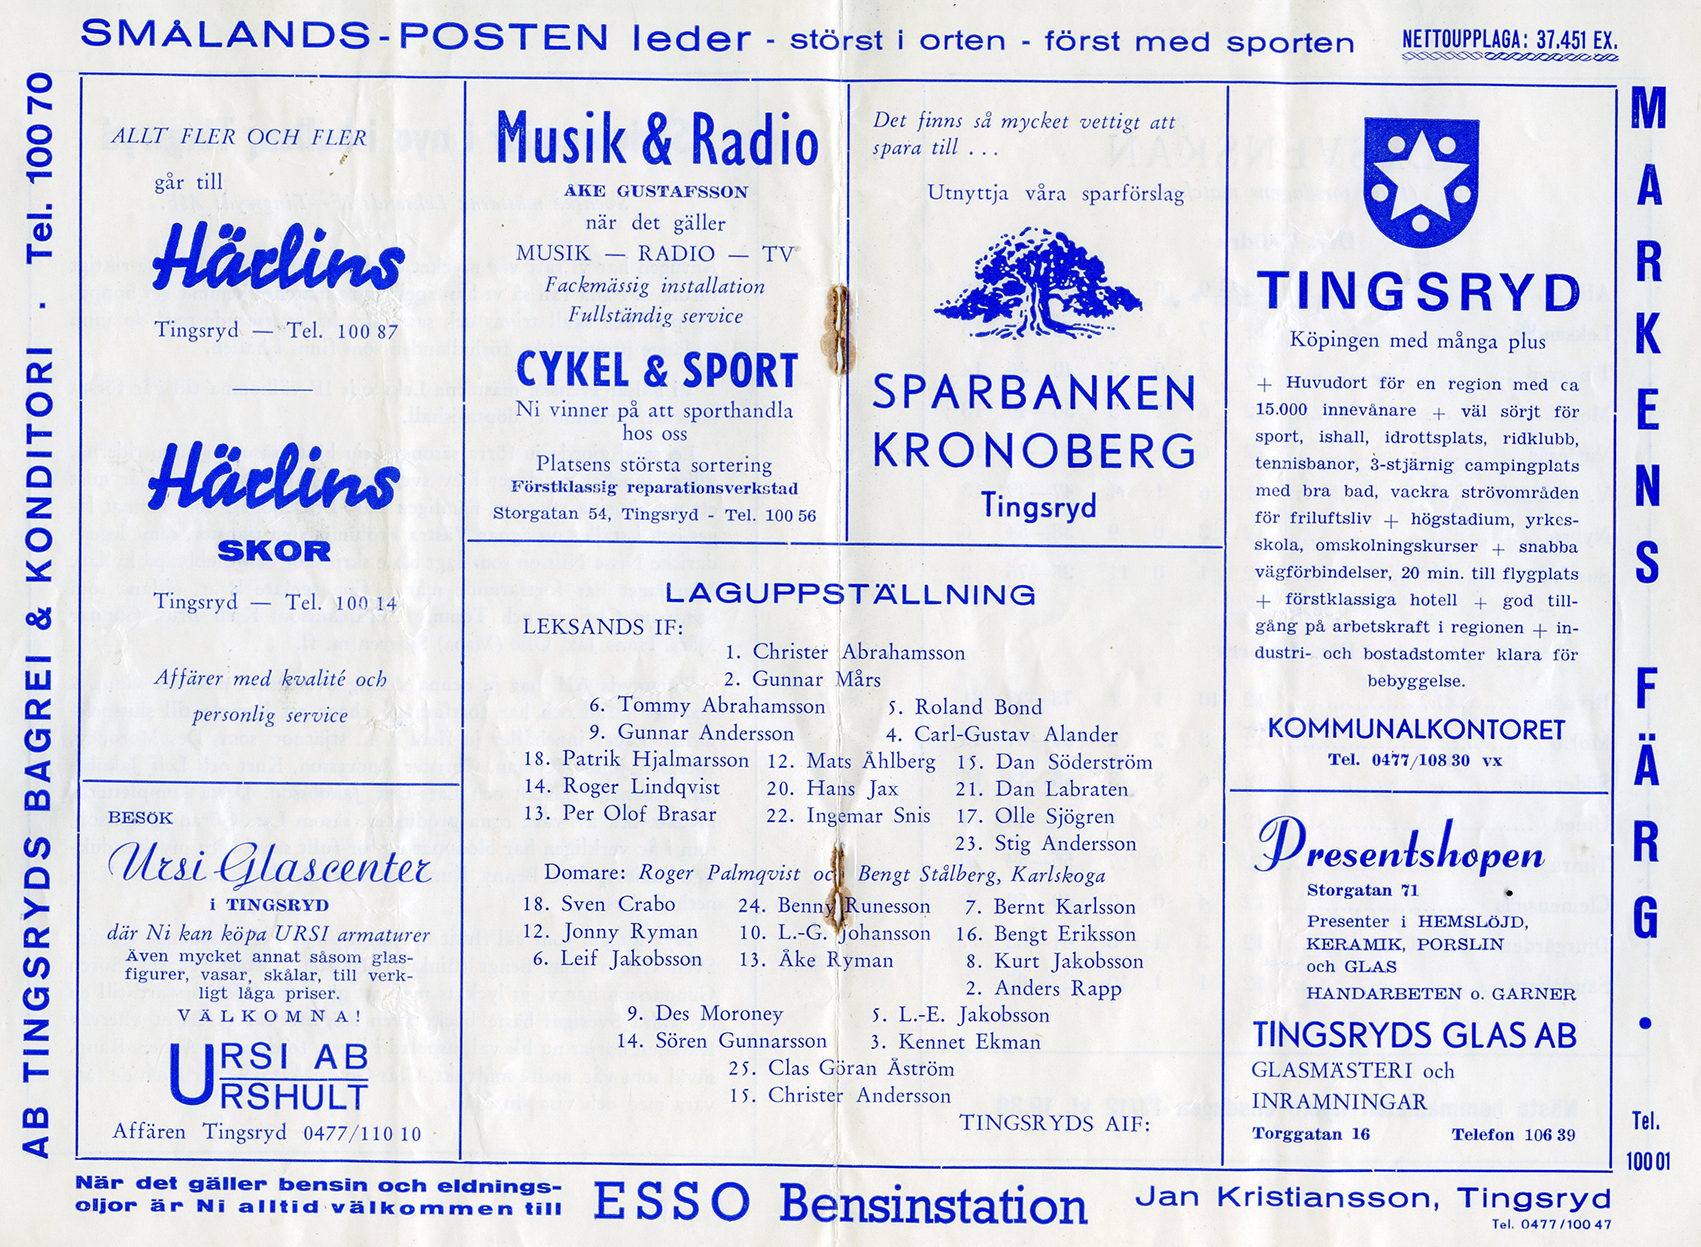 SMÅLANDS-POSTEN leder - störst i orten - först med sporten
NETTOUPPLAGA: 37.451 EX.
AB TINGSRYDS BAGREI & KONDITORI · Tel. 100 70
ALLT FLER OCH FLER
går till
Härlins
Tingsryd — Tel. 100 87
Härlins
SKOR
Tingsryd — Tel. 100 14
Affärer med kvalité och
personlig service
BESÖK
Ursi Glascenter
i TINGSRYD
där Ni kan köpa URSI armaturer
Även mycket annat såsom glas-
figurer, vasar, skålar, till verk-
ligt låga priser.
VÄLKOMNA!
URSI AB
URSHULT
Affären Tingsryd 0477/110 10
Musik & Radio
ÅKE GUSTAFSSON
när det gäller
MUSIK — RADIO — TV
Fackmässig installation
Fullständig service
CYKEL & SPORT
Ni vinner på att sporthandla
hos oss
Platsens största sortering
Förstklassig reparationsverkstad
Storgatan 54, Tingsryd - Tel. 100 56
Det finns så mycket vettigt att
spara till . . .
Utnyttja våra sparförslag
SPARBANKEN
KRONOBERG
Tingsryd
LAGUPPSTÄLLNING
LEKSANDS IF:
1. Christer Abrahamsson
2. Gunnar Mårs
6. Tommy Abrahamsson 5. Roland Bond
9. Gunnar Andersson 4. Carl-Gustav Alander
18. Patrik Hjalmarsson 12. Mats Åhlberg 15. Dan Söderström
14. Roger Lindqvist 20. Hans Jax 21. Dan Labraten
13. Per Olof Brasar 22. Ingemar Snis 17. Olle Sjögren
23. Stig Andersson
Domare: Roger Palmqvist och Bengt Stålberg, Karlskoga
18. Sven Crabo 24. Benny Runesson 7. Bernt Karlsson
12. Jonny Ryman 10. L.-G. Johansson 16. Bengt Eriksson
6. Leif Jakobsson 13. Åke Ryman 8. Kurt Jakobsson
2. Anders Rapp
9. Des Moroney 5. L.-E. Jakobsson
14. Sören Gunnarsson 3. Kennet Ekman
25. Clas Göran Åström
15. Christer Andersson
TINGSRYDS AIF:
TINGSRYD
Köpingen med många plus
+ Huvudort för en region med ca
15.000 innevånare + väl sörjt för
sport, ishall, idrottsplats, ridklubb,
tennisbanor, 3-stjärnig campingplats
med bra bad, vackra strövområden
för friluftsliv + högstadium, yrkes-
skola, omskolningskurser + snabba
vägförbindelser, 20 min. till flygplats
+ förstklassiga hotell + god till-
gång på arbetskraft i regionen + in-
dustri- och bostadstomter klara för
bebyggelse.
KOMMUNALKONTORET
Tel. 0477/108 30 vx
Presentshopen
Storgatan 71
Presenter i HEMSLÖJD,
KERAMIK, PORSLIN
och GLAS
HANDARBETEN o. GARNER
TINGSRYDS GLAS AB
GLASMÄSTERI och
INRAMNINGAR
Torggatan 16 Telefon 106 39
MARKENS FÄRG •
Tel.
100 01
När det gäller bensin och eldnings-
oljor är Ni alltid välkommen till
ESSO Bensinstation
Jan Kristiansson, Tingsryd
Tel. 0477/100 47